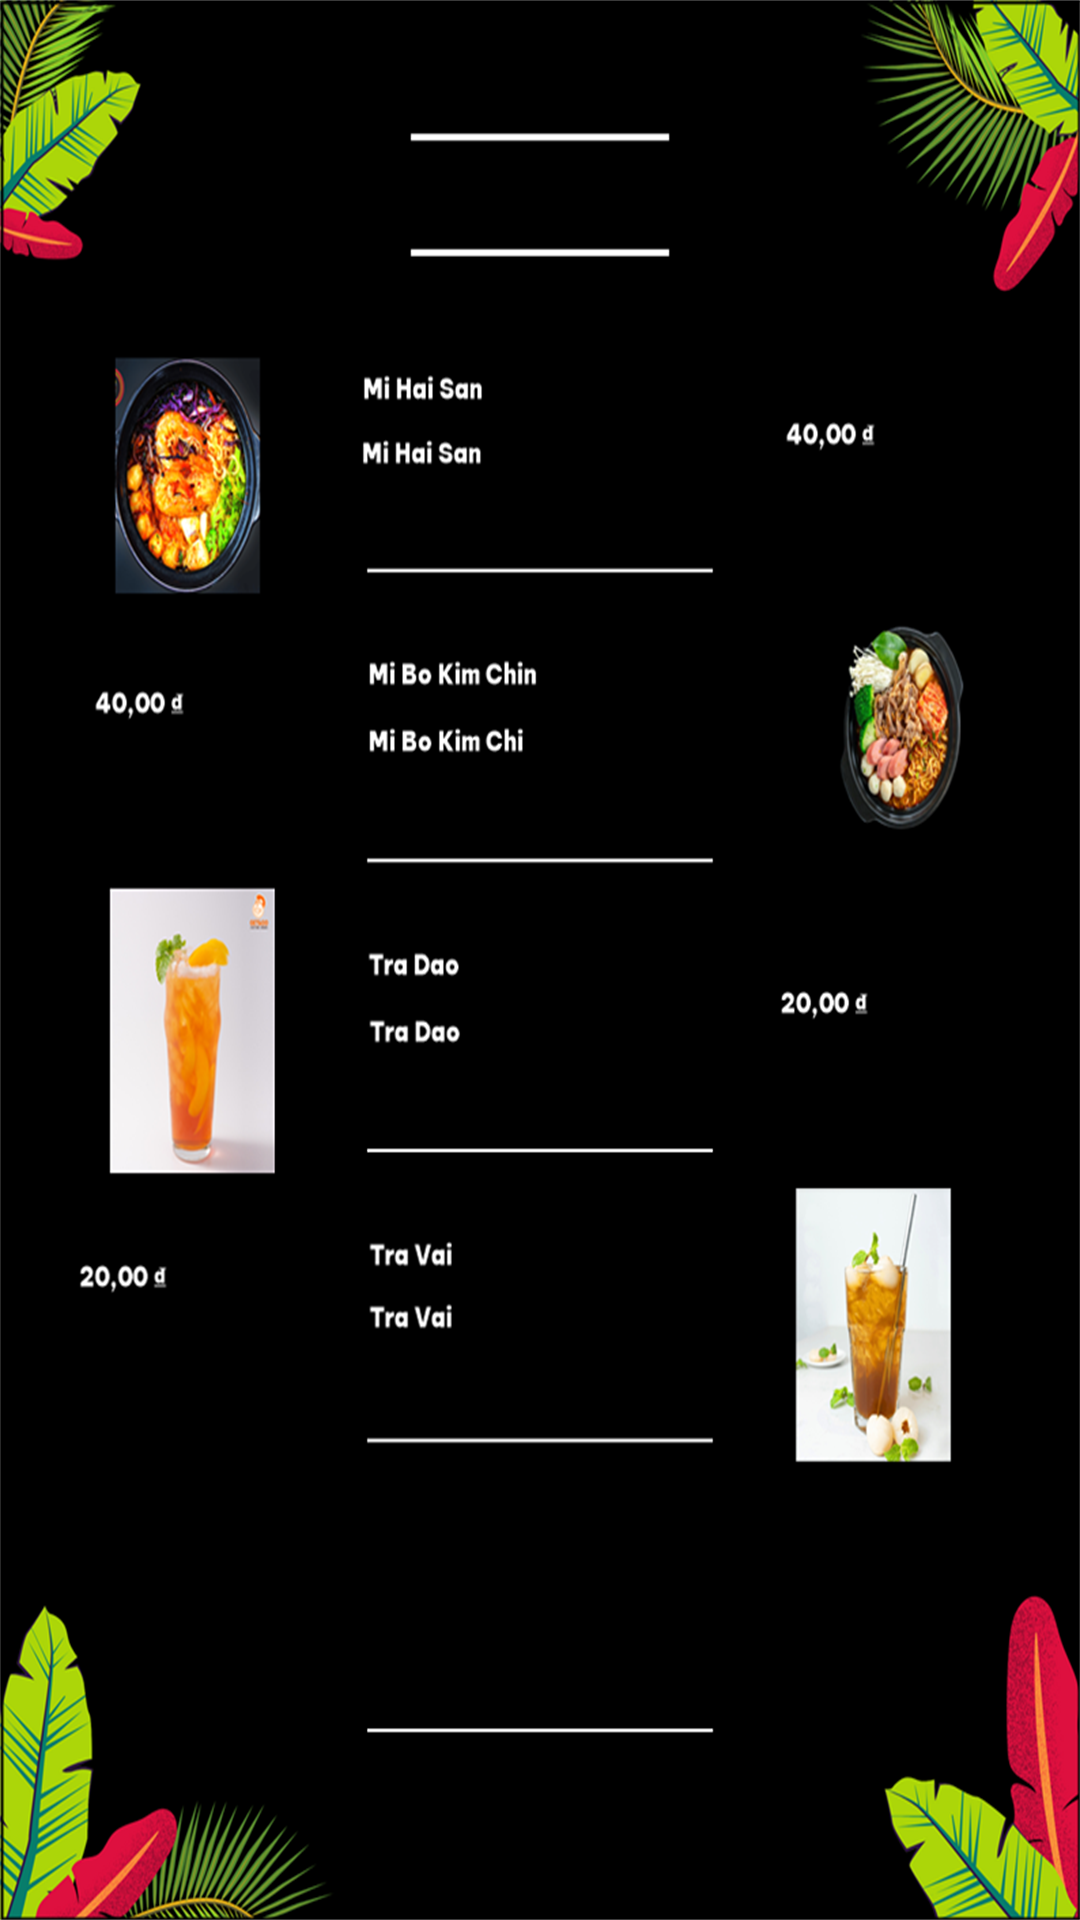 Mi Hai San
Mi Hai San
40,00 ₫
Mi Bo Kim Chin
40,00 ₫
Mi Bo Kim Chi
Tra Dao
20,00 ₫
Tra Dao
Tra Vai
20,00 ₫
Tra Vai